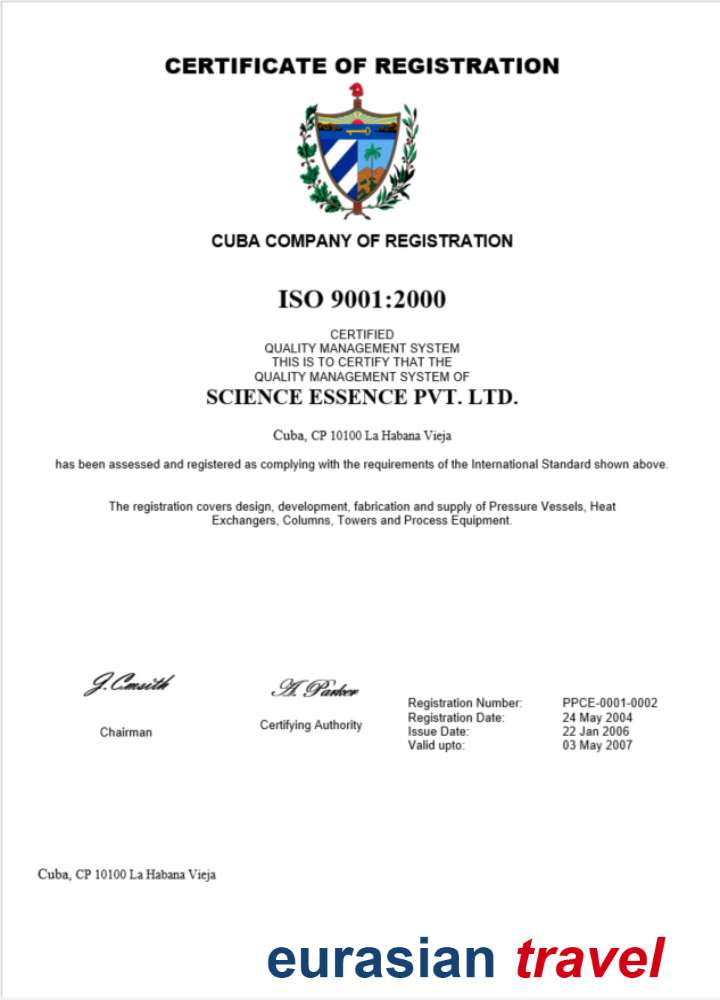 CERTIFICATE OF REGISTRATION
CUBA COMPANY OF REGISTRATION
ISO 9001:2000
CERTIFIED
QUALITY MANAGEMENT SYSTEM
THIS IS TO CERTIFY THAT THE
QUALITY MANAGEMENT SYSTEM OF
SCIENCE ESSENCE PVT. LTD.
Cuba, CP 10100 La Habana Vieja
has been assessed and registered as complying with the requirements of the International Standard shown above.
The registration covers design, development, fabrication and supply of Pressure Vessels, Heat
Exchangers, Columns, Towers and Process Equipment.
J. Cmsith
Chairman
A. Parker
Certifying Authority
Registration Number: PPCE-0001-0002
Registration Date: 24 May 2004
Issue Date: 22 Jan 2006
Valid upto: 03 May 2007
Cuba, CP 10100 La Habana Vieja
eurasian travel